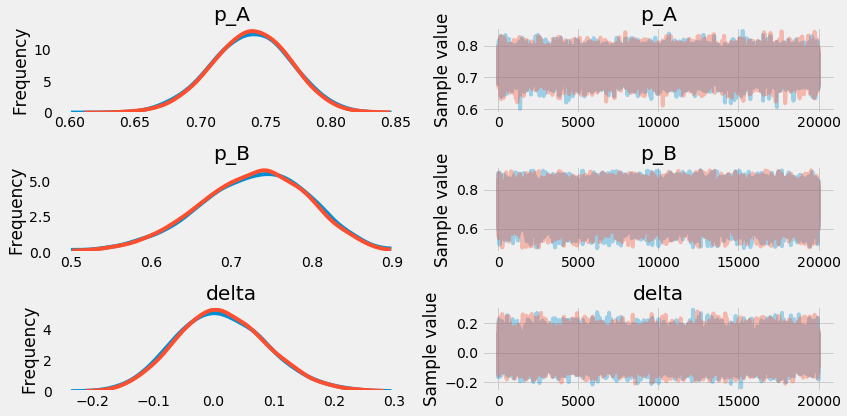 p_A
Frequency
10
5
0
0.60 0.65 0.70 0.75 0.80 0.85
p_A
Sample value
0.8
0.7
0.6
0 5000 10000 15000 20000
p_B
Frequency
5.0
2.5
0.0
0.5 0.6 0.7 0.8 0.9
p_B
Sample value
0.8
0.6
0 5000 10000 15000 20000
delta
Frequency
4
2
0
−0.2 −0.1 0.0 0.1 0.2 0.3
delta
Sample value
0.2
0.0
−0.2
0 5000 10000 15000 20000